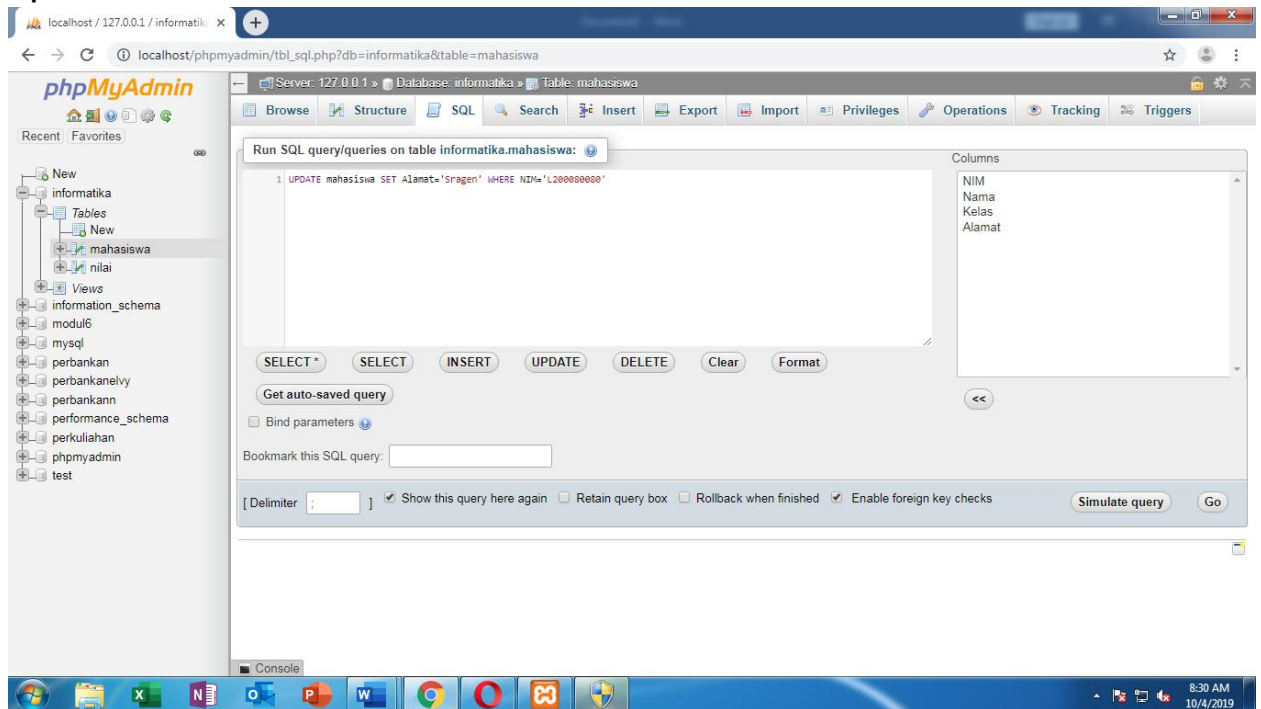 localhost / 127.0.0.1 / informatika
localhost/phpmyadmin/tbl_sql.php?db=informatika&table=mahasiswa
phpMyAdmin
Recent Favorites
New
informatika
Tables
New
mahasiswa
nilai
Views
information_schema
modul6
mysql
perbankan
perbankanelvy
perbankann
performance_schema
perkuliahan
phpmyadmin
test
Server: 127.0.0.1 » Database: informatika » Table: mahasiswa
Browse Structure SQL Search Insert Export Import Privileges Operations Tracking Triggers
Run SQL query/queries on table informatika.mahasiswa:
1 UPDATE mahasiswa SET Alamat='Sragen' WHERE NIM='L200080080'
Columns
NIM
Nama
Kelas
Alamat
SELECT * SELECT INSERT UPDATE DELETE Clear Format
Get auto-saved query
<<
Bind parameters
Bookmark this SQL query:
[ Delimiter ; ] Show this query here again Retain query box Rollback when finished Enable foreign key checks Simulate query Go
Console
8:30 AM
10/4/2019